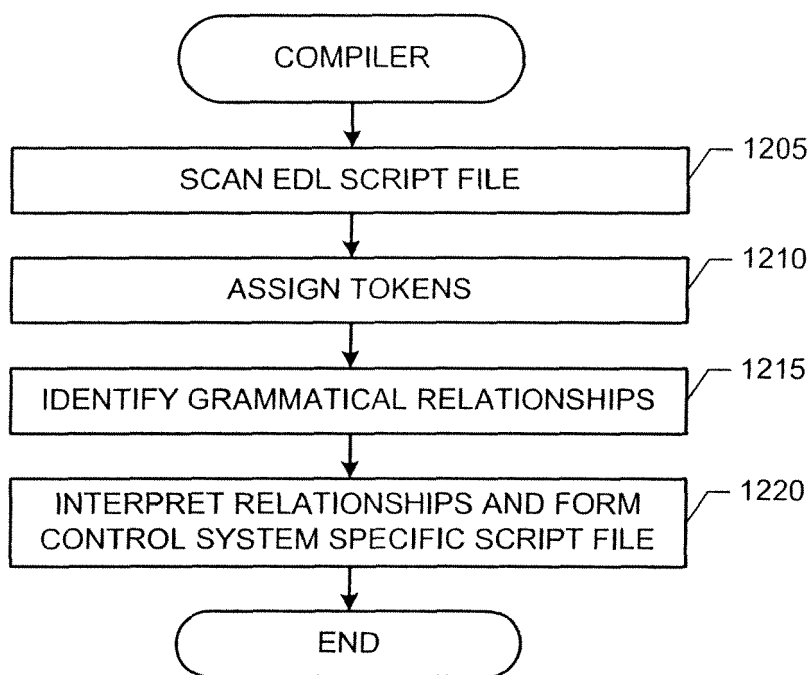 COMPILER
1205
SCAN EDL SCRIPT FILE
1210
ASSIGN TOKENS
1215
IDENTIFY GRAMMATICAL RELATIONSHIPS
1220
INTERPRET RELATIONSHIPS AND FORM
CONTROL SYSTEM SPECIFIC SCRIPT FILE
END